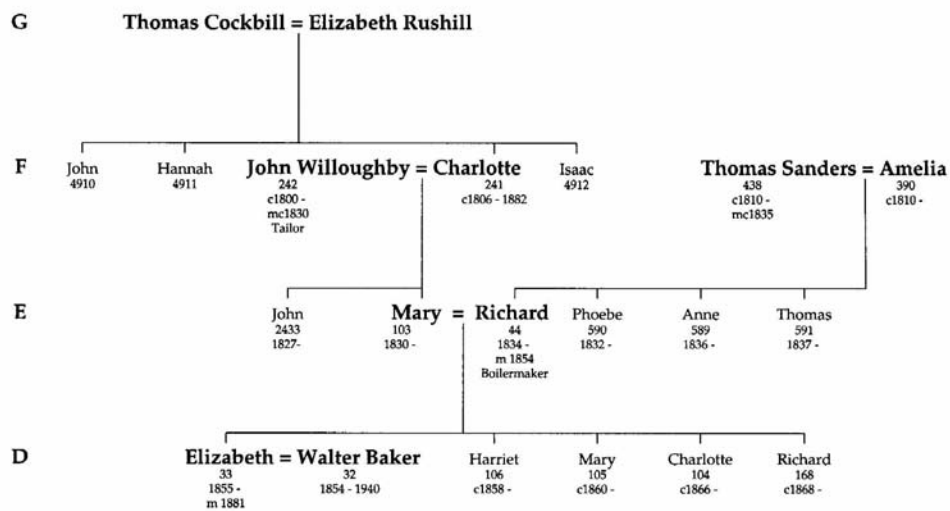 G Thomas Cockbill = Elizabeth Rushill
F John Hannah John Willoughby = Charlotte Isaac Thomas Sanders = Amelia
4910 4911 242 241 4912 438 390
c1800 - c1806 - 1882 c1810 - c1810 -
mc1830 mc1835
Tailor
E John Mary = Richard Phoebe Anne Thomas
2433 103 44 590 589 591
1827- 1830 - 1834 - 1832 - 1836 - 1837 -
m 1854
Boilermaker
D Elizabeth = Walter Baker Harriet Mary Charlotte Richard
33 32 106 105 104 168
1855 - 1854 - 1940 c1858 - c1860 - c1866 - c1868 -
m 1881